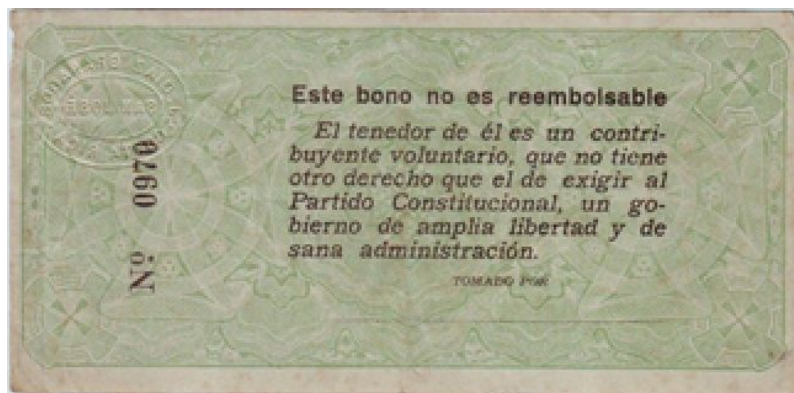 Este bono no es reembolsable
El tenedor de él es un contri-
buyente voluntario, que no tiene
otro derecho que el de exigir al
Partido Constitucional, un go-
bierno de amplia libertad y de
sana administración.
TOMADO POR
Nº 0970